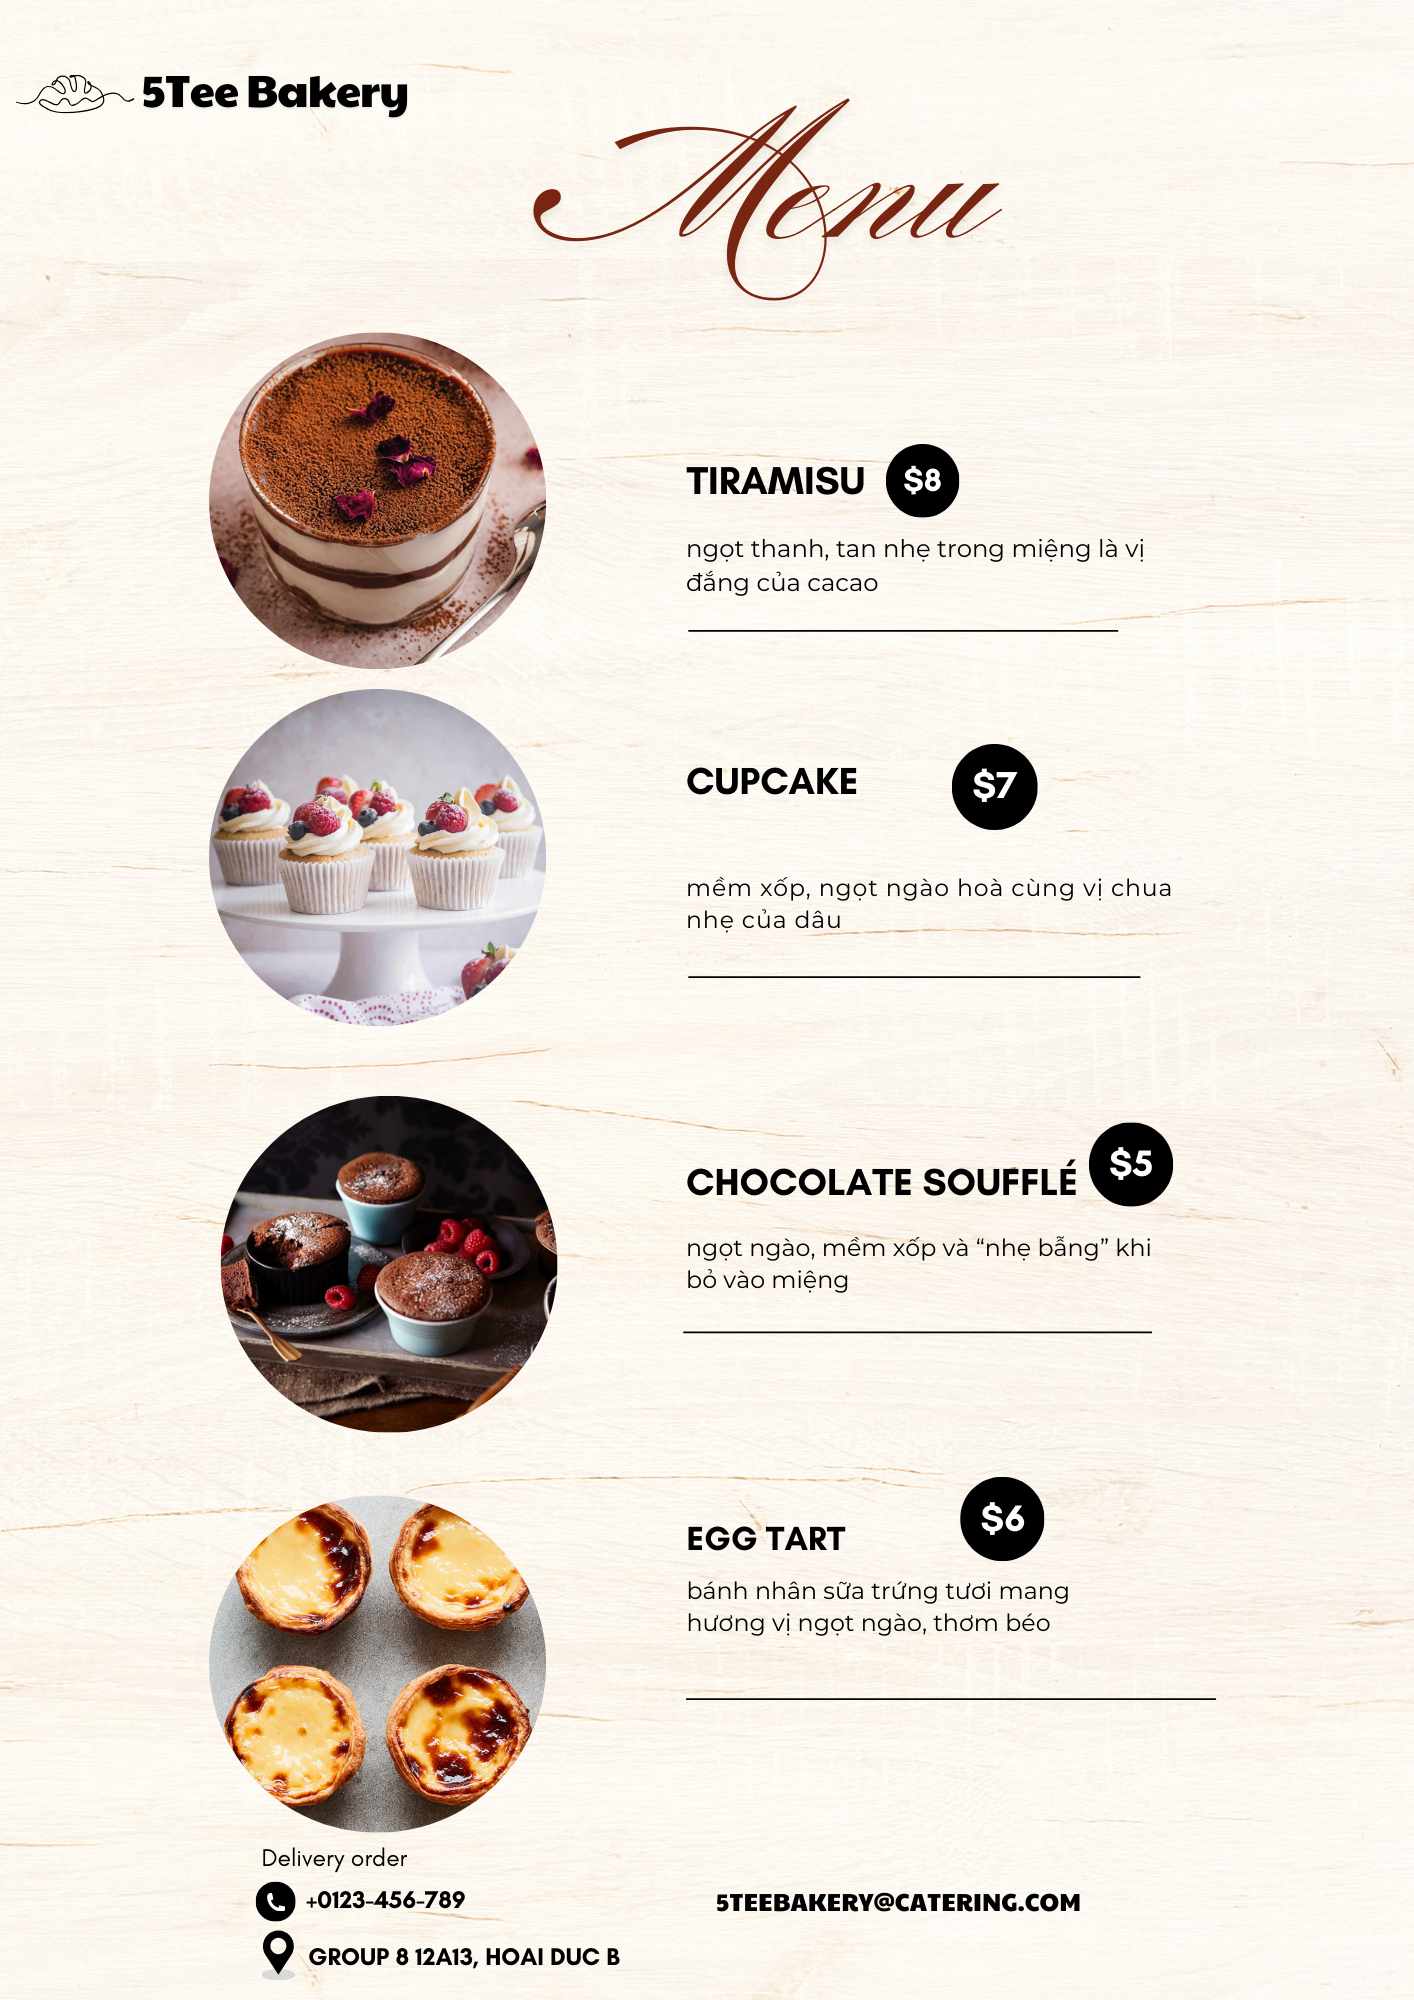 5Tee Bakery
Menu
TIRAMISU $8
ngọt thanh, tan nhẹ trong miệng là vị
đắng của cacao
CUPCAKE $7
mềm xốp, ngọt ngào hoà cùng vị chua
nhẹ của dâu
CHOCOLATE SOUFFLÉ $5
ngọt ngào, mềm xốp và “nhẹ bẫng” khi
bỏ vào miệng
EGG TART $6
bánh nhân sữa trứng tươi mang
hương vị ngọt ngào, thơm béo
Delivery order
+0123-456-789
5TEEBAKERY@CATERING.COM
GROUP 8 12A13, HOAI DUC B